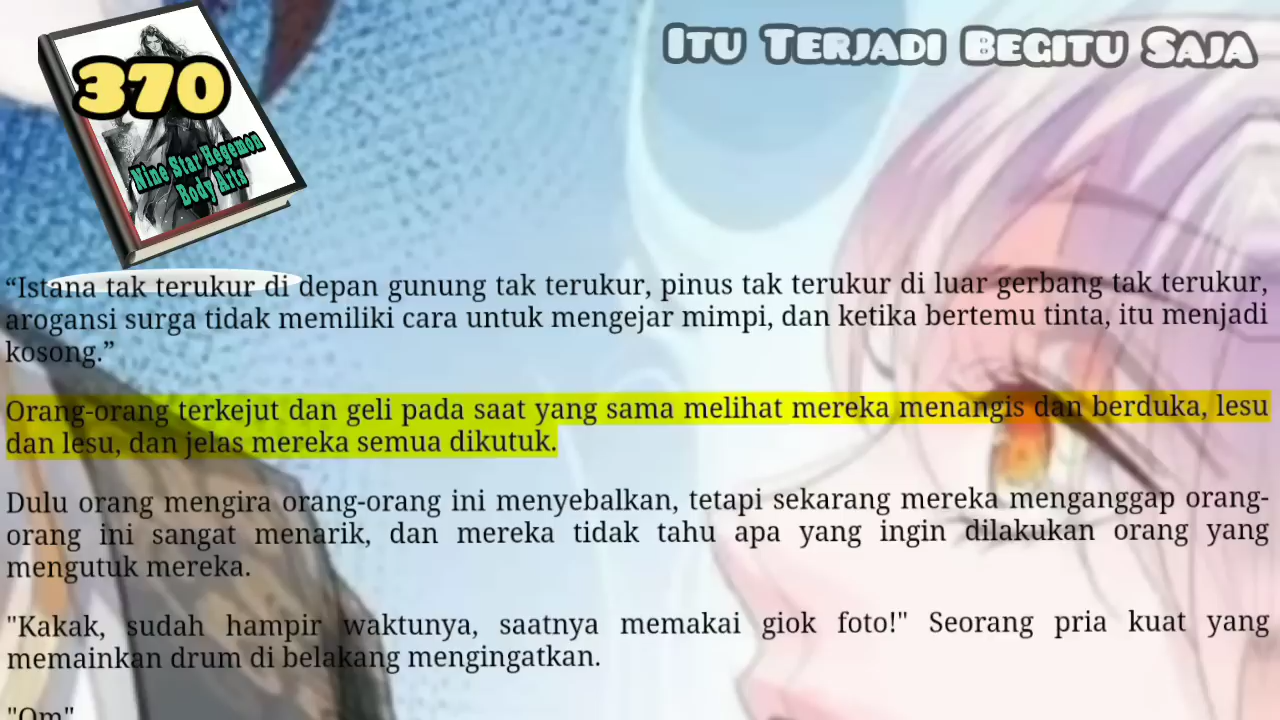 370
Nine Star Hegemon
Body Arts
Itu Terjadi Begitu Saja
“Istana tak terukur di depan gunung tak terukur, pinus tak terukur di luar gerbang tak terukur,
arogansi surga tidak memiliki cara untuk mengejar mimpi, dan ketika bertemu tinta, itu menjadi
kosong.”
Orang-orang terkejut dan geli pada saat yang sama melihat mereka menangis dan berduka, lesu
dan lesu, dan jelas mereka semua dikutuk.
Dulu orang mengira orang-orang ini menyebalkan, tetapi sekarang mereka menganggap orang-
orang ini sangat menarik, dan mereka tidak tahu apa yang ingin dilakukan orang yang
mengutuk mereka.
"Kakak, sudah hampir waktunya, saatnya memakai giok foto!" Seorang pria kuat yang
memainkan drum di belakang mengingatkan.
"Om"